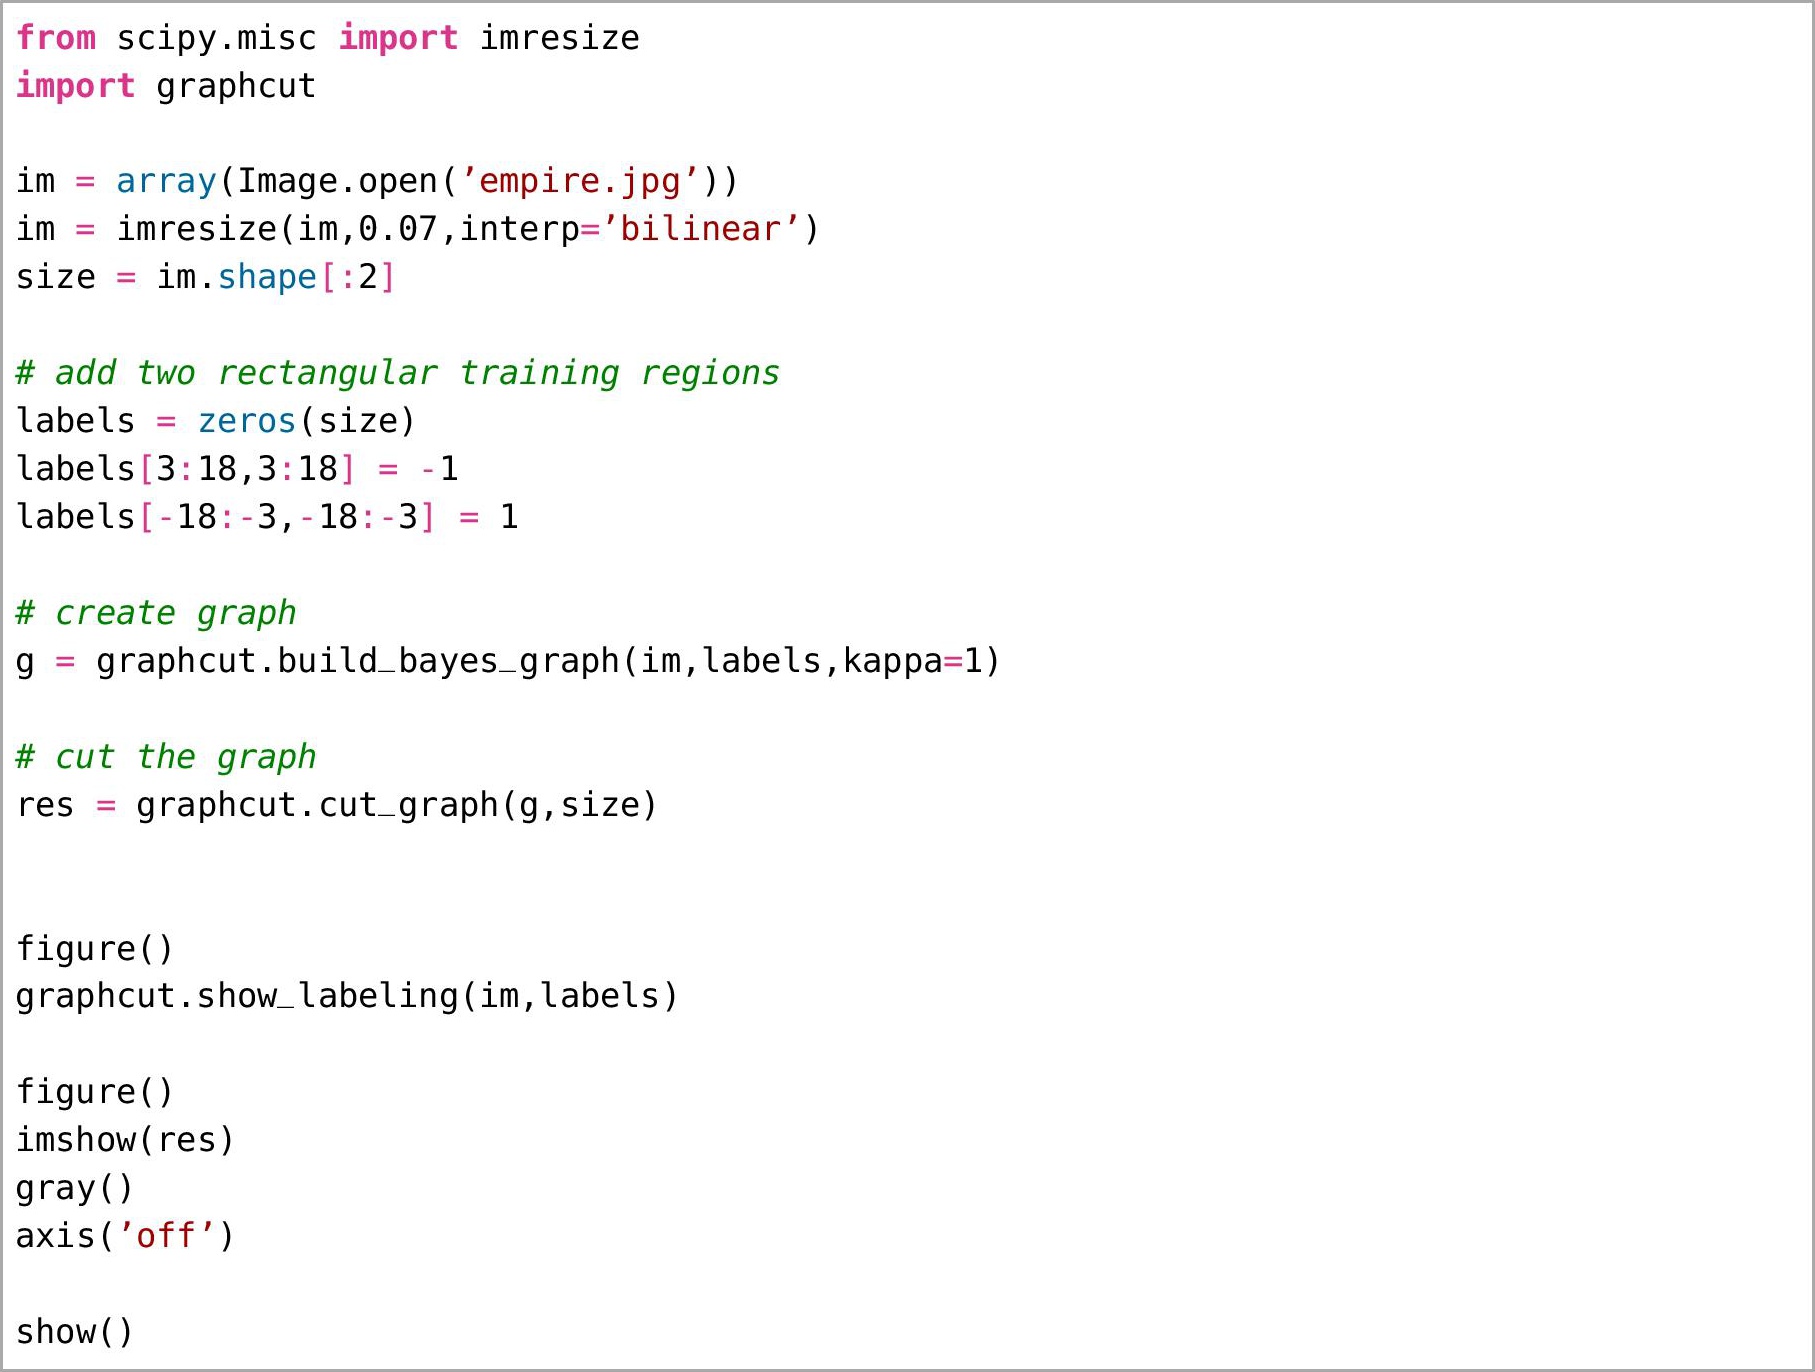 from scipy.misc import imresize
import graphcut
im = array(Image.open(’empire.jpg’))
im = imresize(im,0.07,interp=’bilinear’)
size = im.shape[:2]
# add two rectangular training regions
labels = zeros(size)
labels[3:18,3:18] = -1
labels[-18:-3,-18:-3] = 1
# create graph
g = graphcut.build_bayes_graph(im,labels,kappa=1)
# cut the graph
res = graphcut.cut_graph(g,size)
figure()
graphcut.show_labeling(im,labels)
figure()
imshow(res)
gray()
axis(’off’)
show()